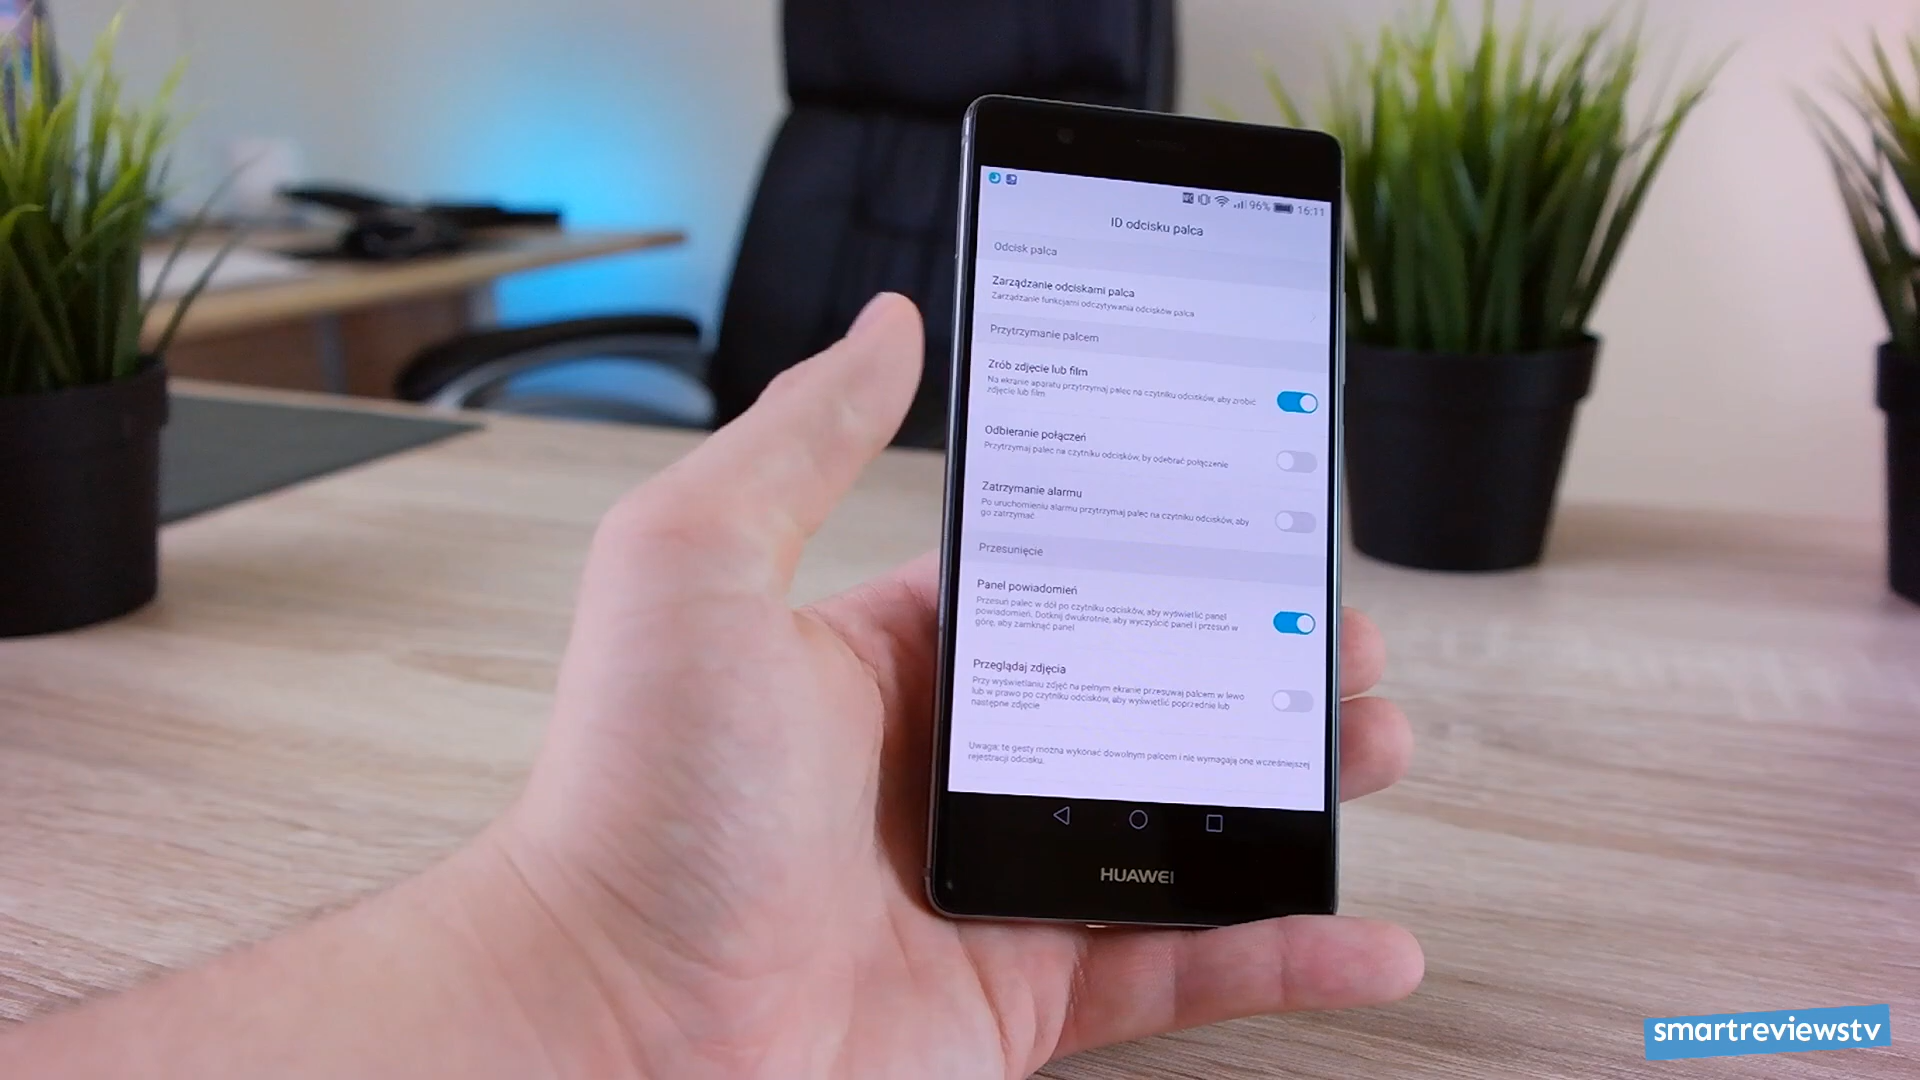 96% 16:11
ID odcisku palca
Odcisk palca
Zarządzanie odciskami palca
Zarządzanie funkcjami odczytywania odcisków palca
Przytrzymanie palcem
Zrób zdjęcie lub film
Na ekranie aparatu przytrzymaj palec na czytniku odcisków, aby zrobić
zdjęcie lub film
Odbieranie połączeń
Przytrzymaj palec na czytniku odcisków, by odebrać połączenie
Zatrzymanie alarmu
Po uruchomieniu alarmu przytrzymaj palec na czytniku odcisków, aby
go zatrzymać
Przesunięcie
Panel powiadomień
Przesuń palec w dół po czytniku odcisków, aby wyświetlić panel
powiadomień. Dotknij dwukrotnie, aby wyczyścić panel i przesuń w
górę, aby zamknąć panel
Przeglądaj zdjęcia
Przy wyświetlaniu zdjęć na pełnym ekranie przesuwaj palcem w lewo
lub w prawo po czytniku odcisków, aby wyświetlić poprzednie lub
następne zdjęcie
Uwaga: te gesty można wykonać dowolnym palcem i nie wymagają one wcześniejszej
rejestracji odcisku.
HUAWEI
smartreviewstv